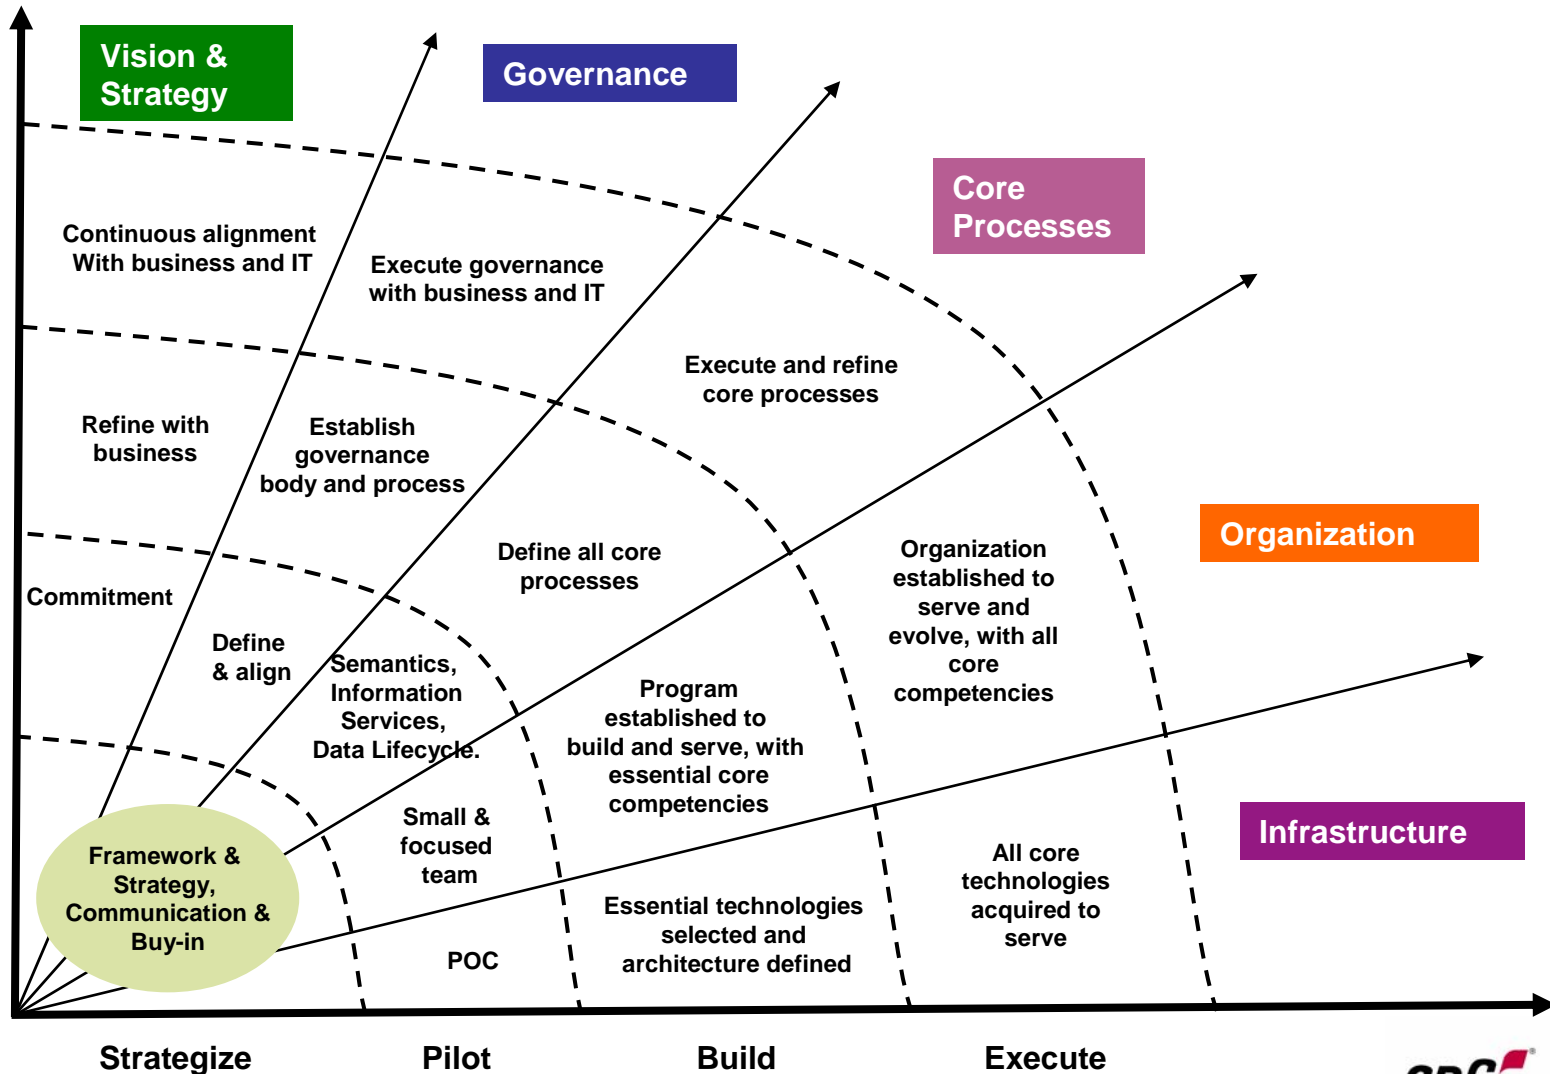 Vision &
Strategy
Governance
Core
Processes
Organization
Infrastructure
Continuous alignment
With business and IT
Execute governance
with business and IT
Execute and refine
core processes
Refine with
business
Establish
governance
body and process
Define all core
processes
Organization
established to
serve and
evolve, with all
core
competencies
Commitment
Define
& align
Semantics,
Information
Services,
Data Lifecycle.
Program
established to
build and serve, with
essential core
competencies
Small &
focused
team
All core
technologies
acquired to
serve
Essential technologies
selected and
architecture defined
POC
Framework &
Strategy,
Communication &
Buy-in
Strategize
Pilot
Build
Execute